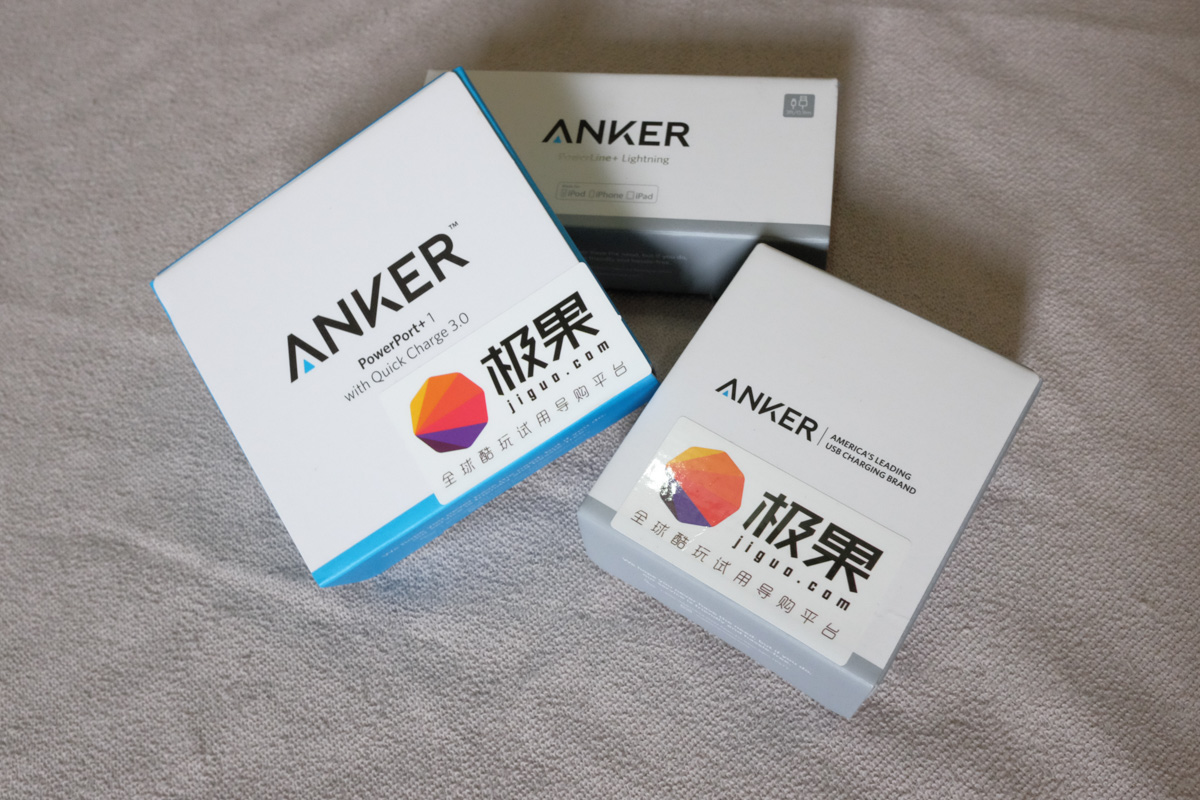 ANKER
PowerLine+ Lightning
iPod iPhone iPad
ANKER™
PowerPort+ 1
with Quick Charge 3.0
极果
jiguo.com
全球酷玩试用导购平台
ANKER
AMERICA'S LEADING
USB CHARGING BRAND
极果
jiguo.com
全球酷玩试用导购平台